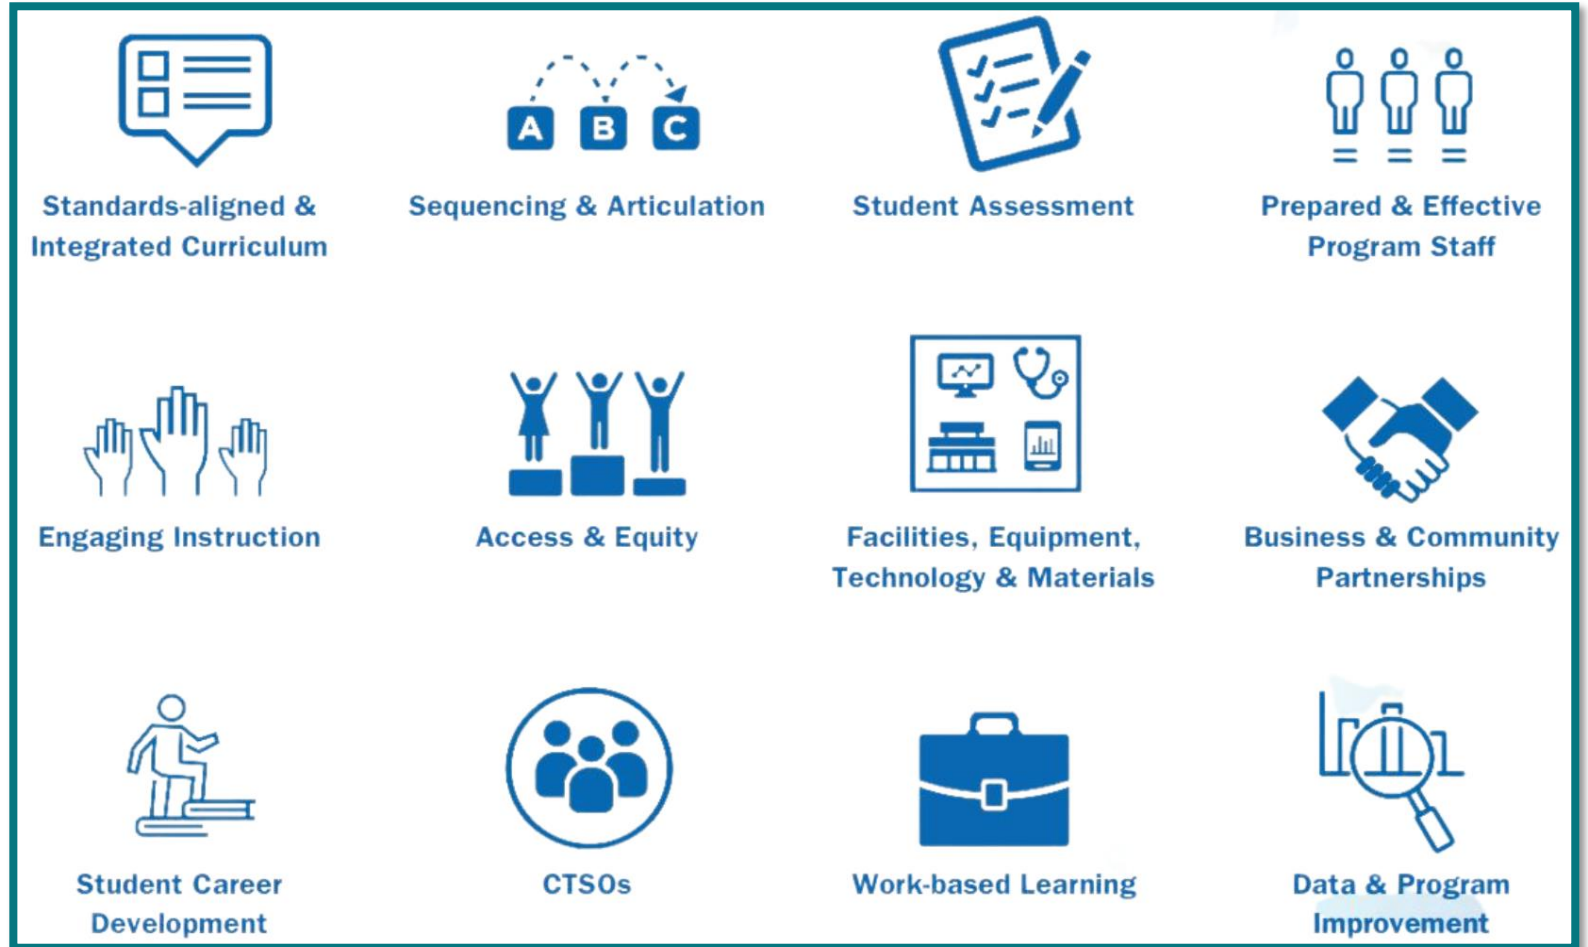 A B C
Standards-aligned &
Integrated Curriculum
Sequencing & Articulation
Student Assessment
Prepared & Effective
Program Staff
Engaging Instruction
Access & Equity
Facilities, Equipment,
Technology & Materials
Business & Community
Partnerships
Student Career
Development
CTSOs
Work-based Learning
Data & Program
Improvement